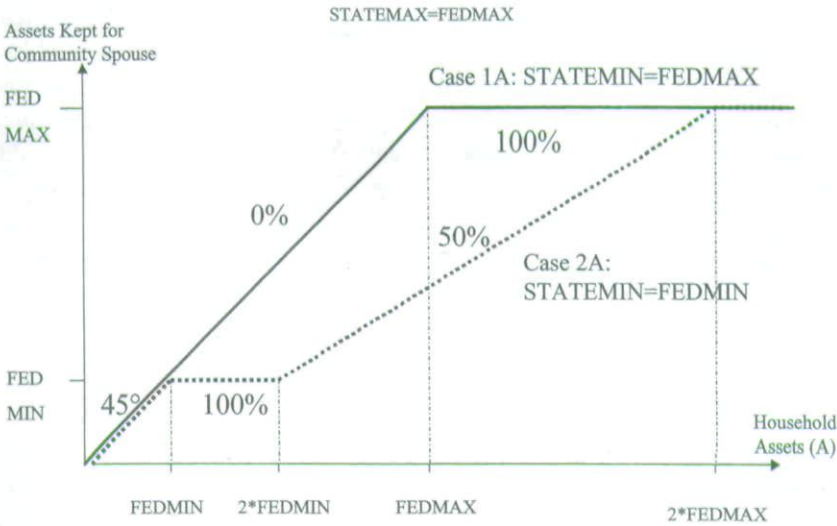 STATEMAX=FEDMAX
Assets Kept for
Community Spouse
Case 1A: STATEMIN=FEDMAX
FED
MAX
100%
0%
50%
Case 2A:
STATEMIN=FEDMIN
FED
MIN
45°
100%
Household
Assets (A)
FEDMIN
2*FEDMIN
FEDMAX
2*FEDMAX